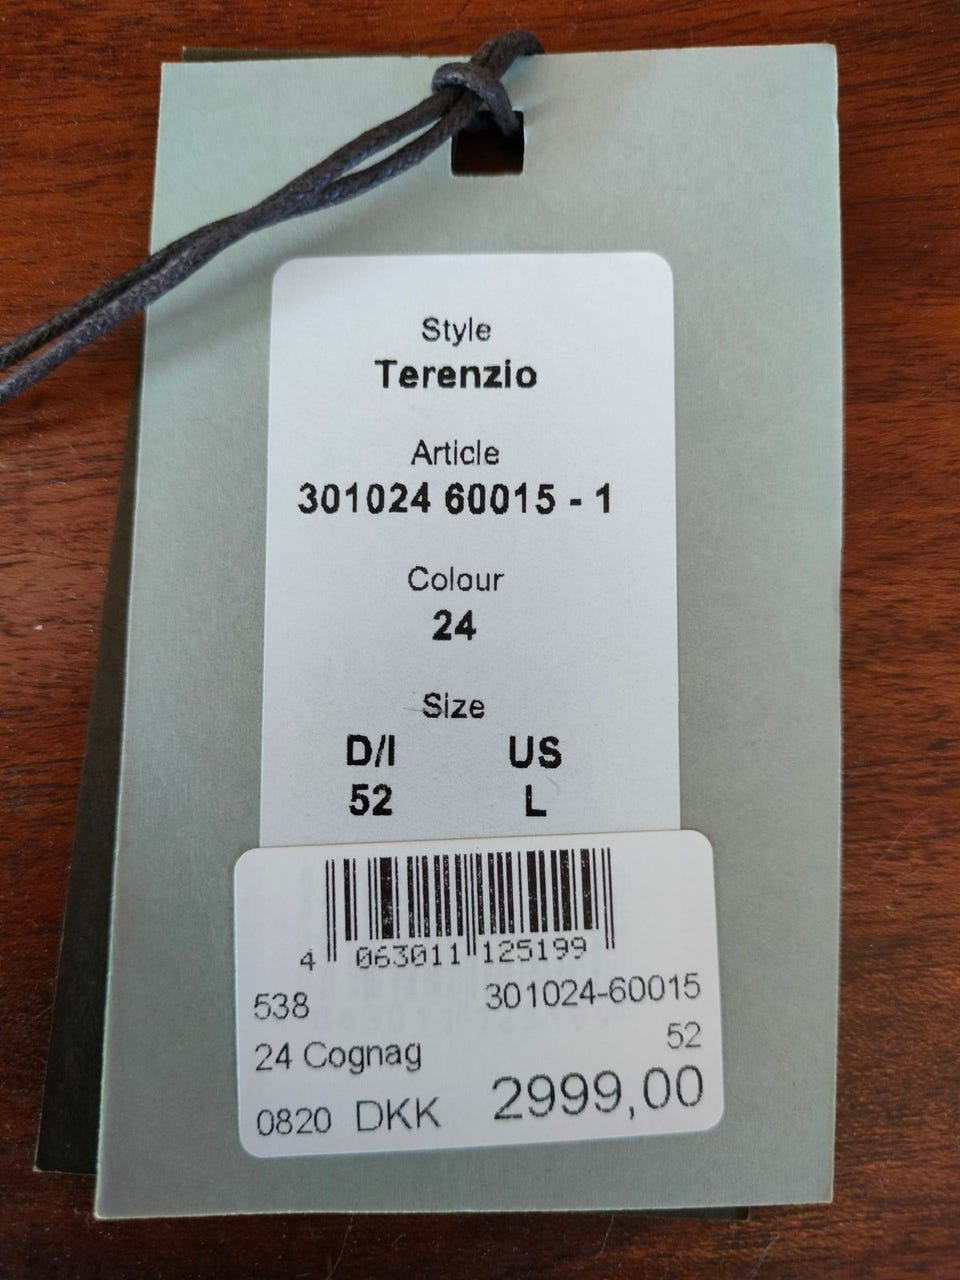 Style
Terenzio
Article
301024 60015 - 1
Colour
24
Size
D/I US
52 L
4 063011 125199
538 301024-60015
24 Cognag 52
0820 DKK 2999,00